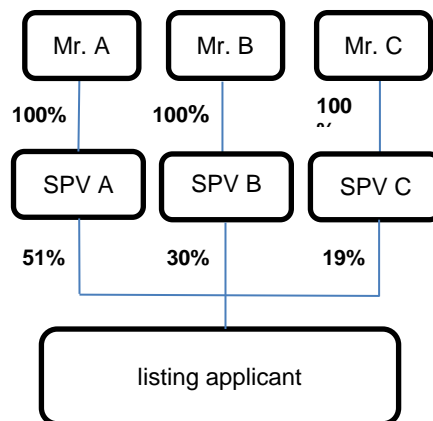 Mr. A
Mr. B
Mr. C
100%
100%
100
SPV A
SPV B
SPV C
51%
30%
19%
listing applicant